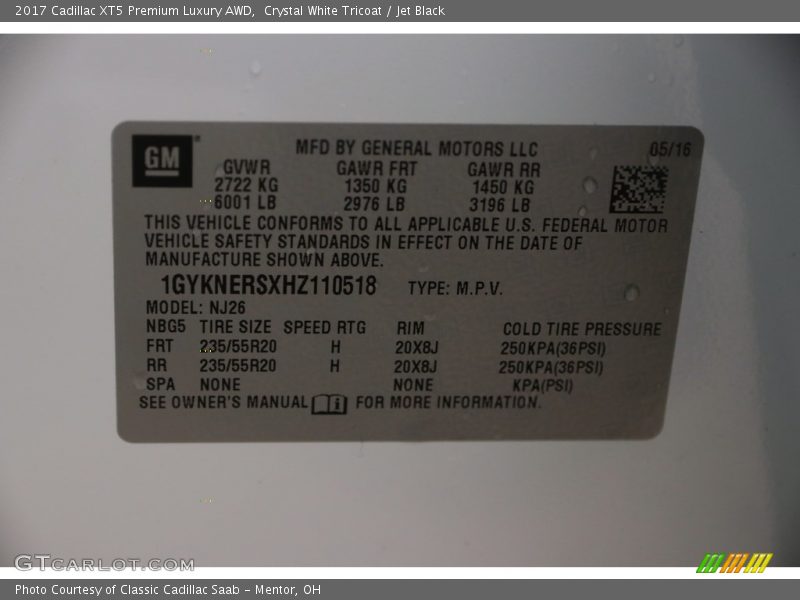 2017 Cadillac XT5 Premium Luxury AWD, Crystal White Tricoat / Jet Black
GM
MFD BY GENERAL MOTORS LLC 05/16
GVWR GAWR FRT GAWR RR
2722 KG 1350 KG 1450 KG
6001 LB 2976 LB 3196 LB
THIS VEHICLE CONFORMS TO ALL APPLICABLE U.S. FEDERAL MOTOR
VEHICLE SAFETY STANDARDS IN EFFECT ON THE DATE OF
MANUFACTURE SHOWN ABOVE.
1GYKNERSXHZ110518 TYPE: M.P.V.
MODEL: NJ26
NBG5 TIRE SIZE SPEED RTG RIM COLD TIRE PRESSURE
FRT 235/55R20 H 20X8J 250KPA(36PSI)
RR 235/55R20 H 20X8J 250KPA(36PSI)
SPA NONE NONE KPA(PSI)
SEE OWNER'S MANUAL FOR MORE INFORMATION.
GTCARLOT.COM
Photo Courtesy of Classic Cadillac Saab - Mentor, OH